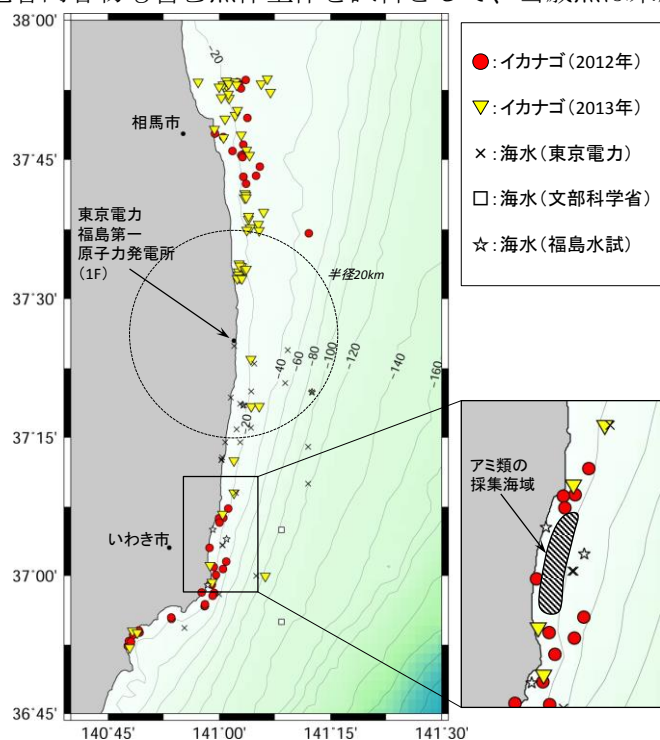 38°00'
37°45'
37°30'
37°15'
37°00'
36°45'
140°45'
141°00'
141°15'
141°30'
相馬市
東京電力
福島第一
原子力発電所
(1F)
半径20km
いわき市
-20
-20
-40
-60
-80
-100
-120
-140
-160
:イカナゴ(2012年)
:イカナゴ(2013年)
:海水(東京電力)
:海水(文部科学省)
:海水(福島水試)
アミ類の
採集海域